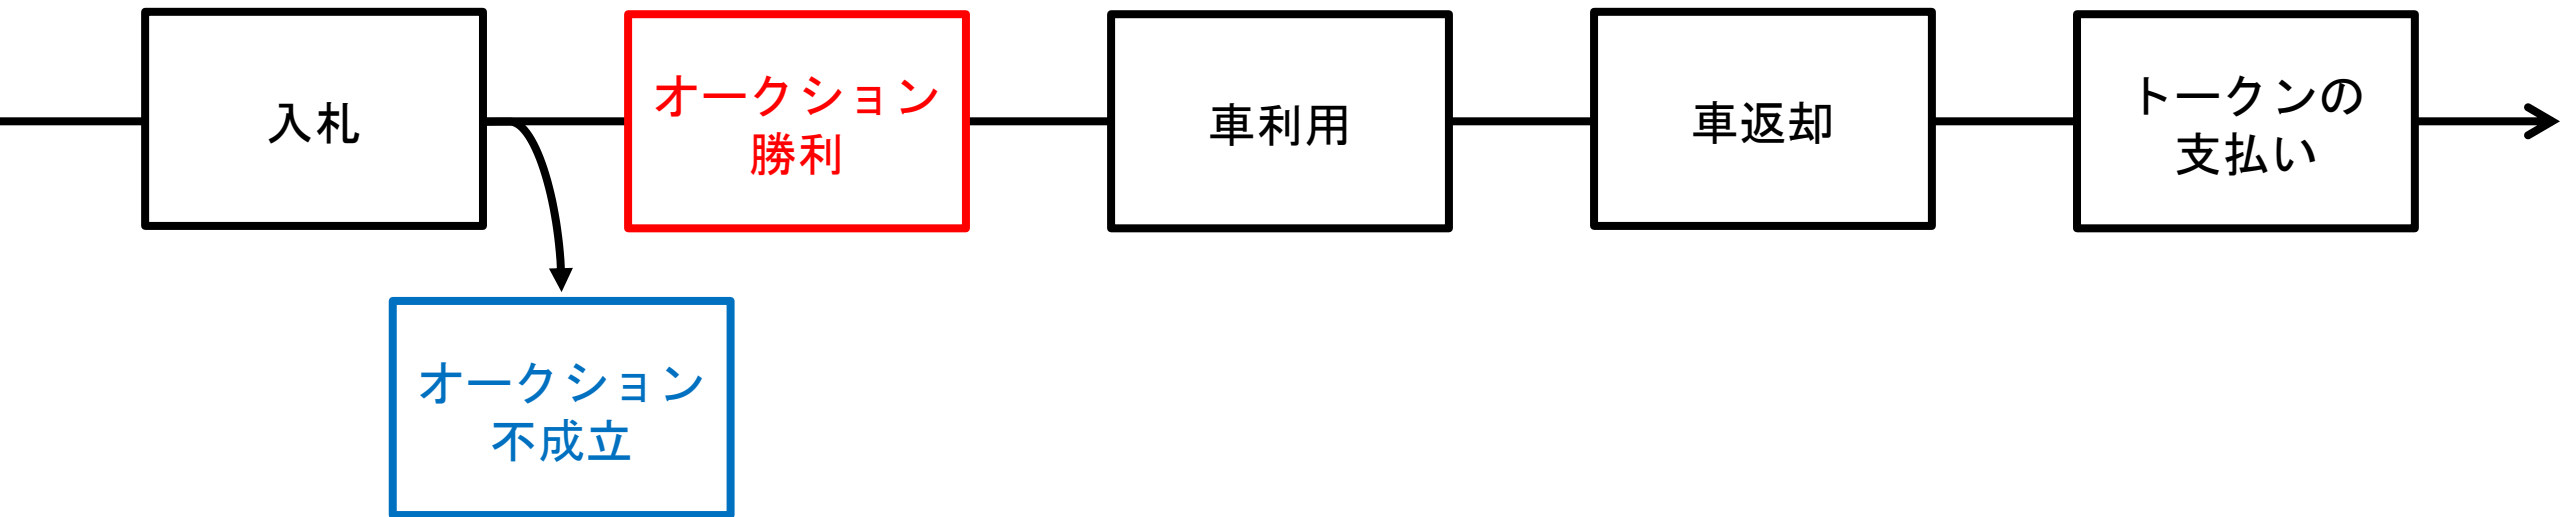 入札
オークション
勝利
車利用
車返却
トークンの
支払い
オークション
不成立